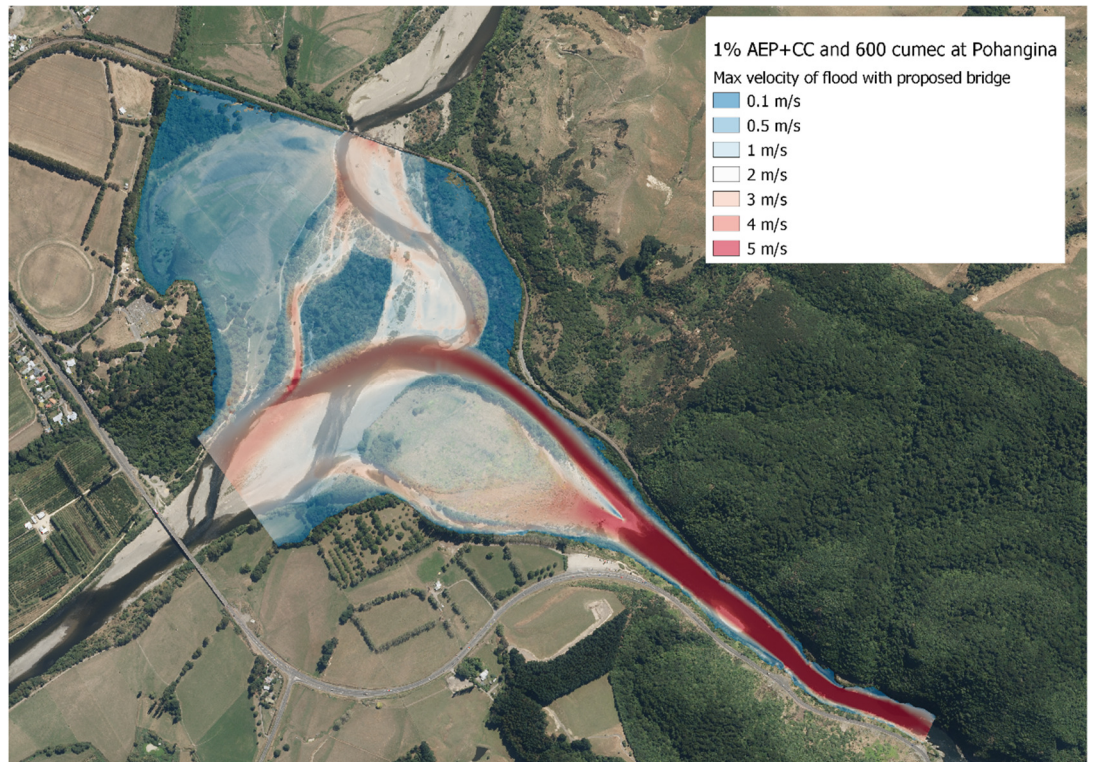 1% AEP+CC and 600 cumec at Pohangina
Max velocity of flood with proposed bridge
0.1 m/s
0.5 m/s
1 m/s
2 m/s
3 m/s
4 m/s
5 m/s